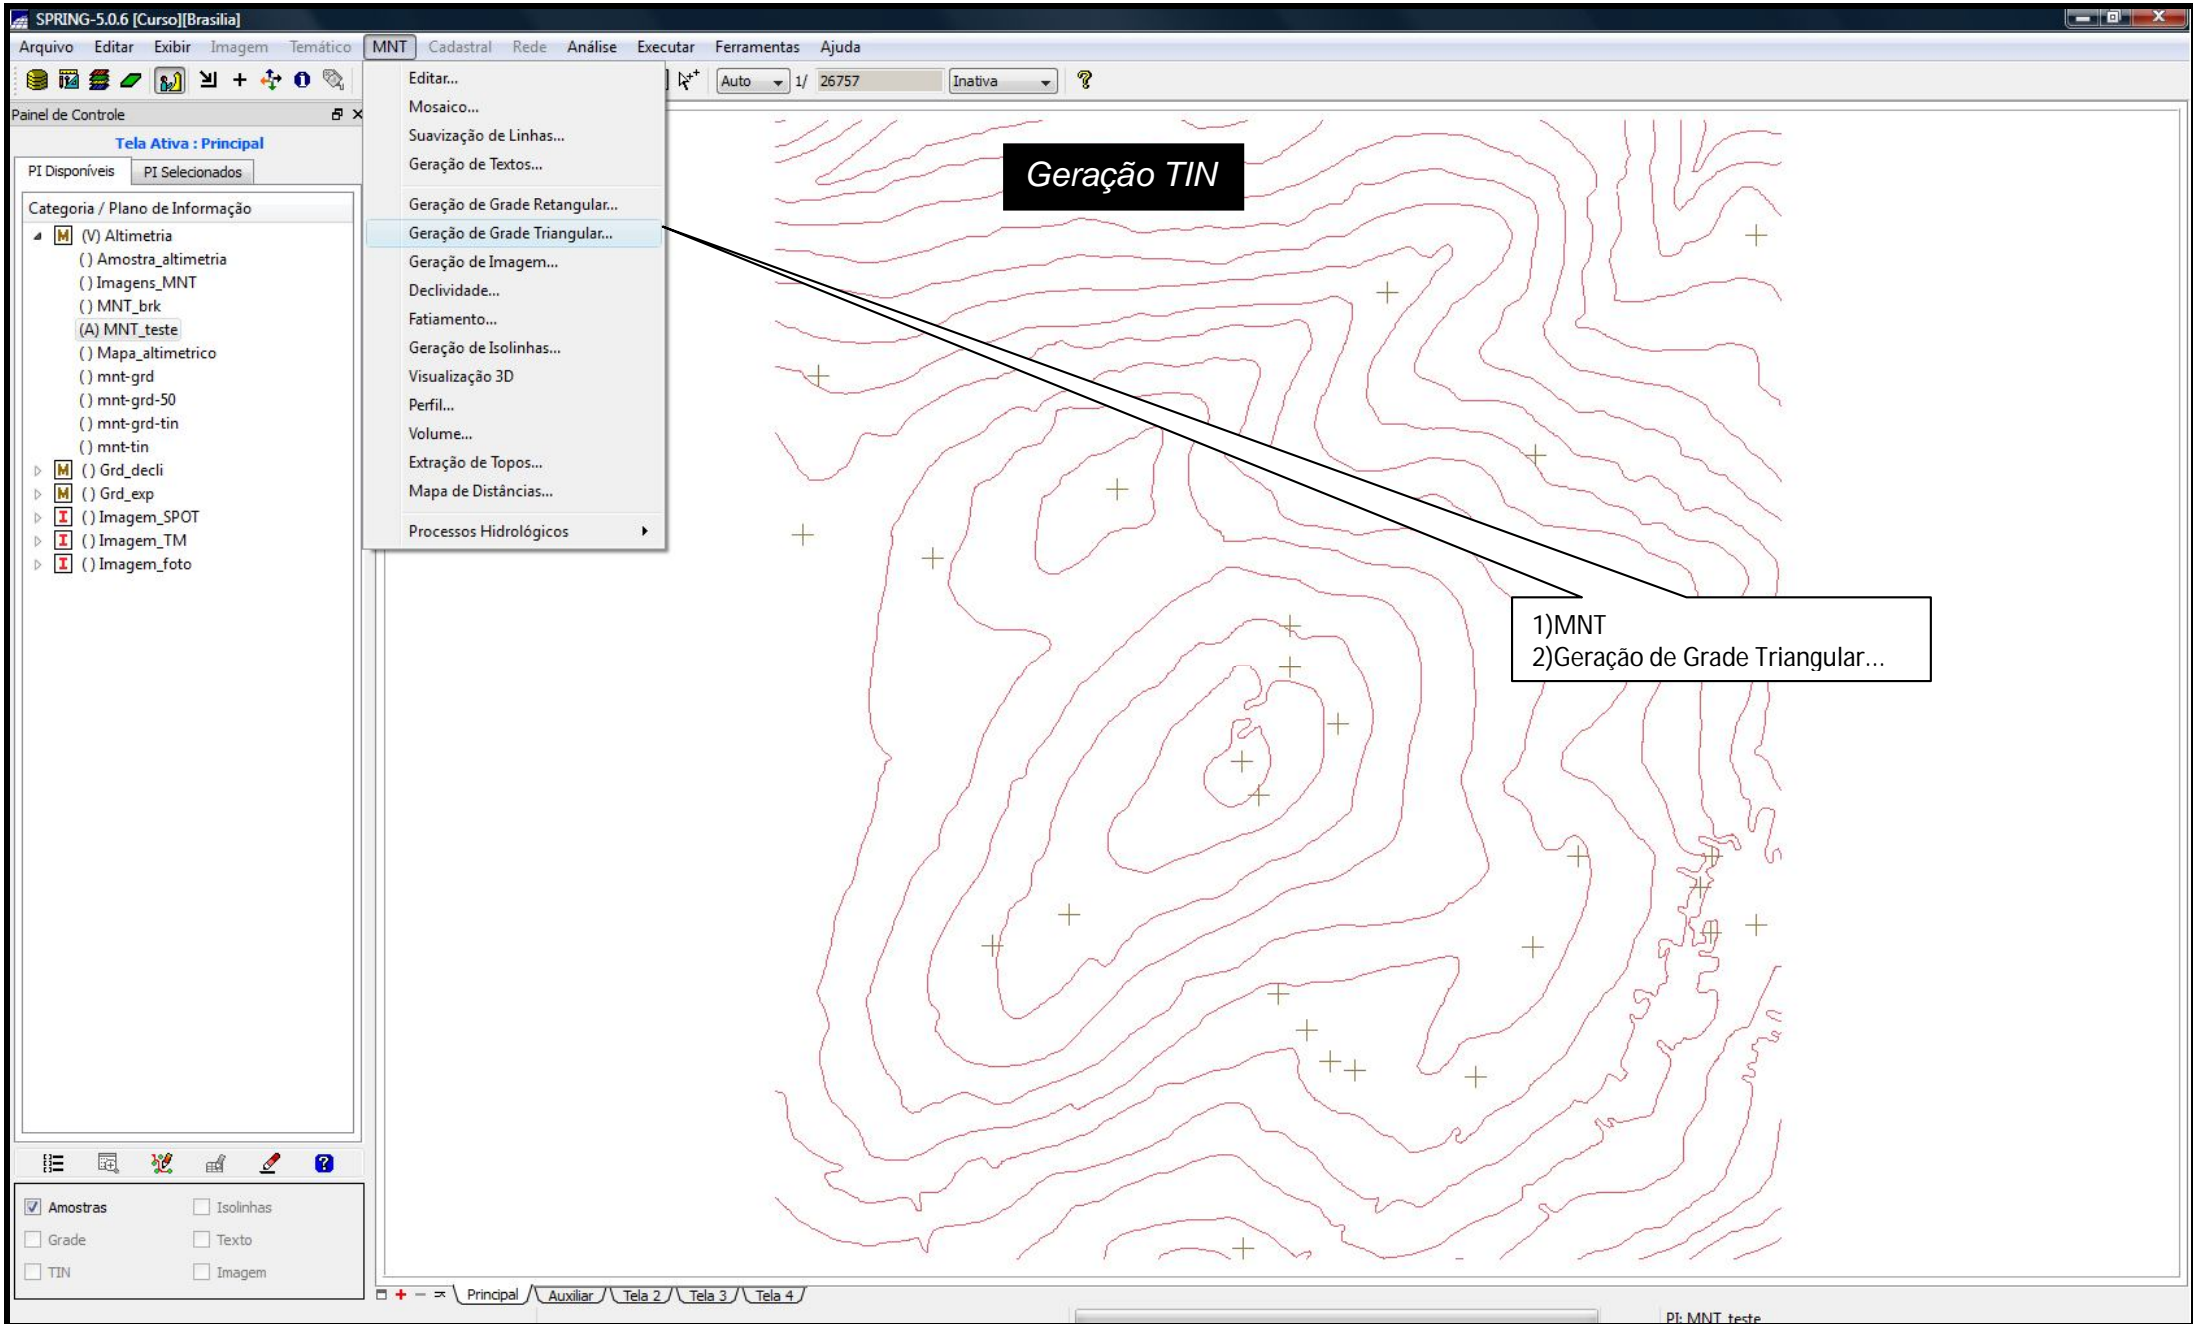 SPRING-5.0.6 [Curso][Brasilia]
Arquivo Editar Exibir Imagem Temático MNT Cadastral Rede Análise Executar Ferramentas Ajuda
Auto 1/ 26757 Inativa
Painel de Controle
Tela Ativa : Principal
PI Disponíveis PI Selecionados
Categoria / Plano de Informação
(V) Altimetria
( ) Amostra_altimetria
( ) Imagens_MNT
( ) MNT_brk
(A) MNT_teste
( ) Mapa_altimetrico
( ) mnt-grd
( ) mnt-grd-50
( ) mnt-grd-tin
( ) mnt-tin
M ( ) Grd_decli
M ( ) Grd_exp
I ( ) Imagem_SPOT
I ( ) Imagem_TM
I ( ) Imagem_foto
Editar...
Mosaico...
Suavização de Linhas...
Geração de Textos...
Geração de Grade Retangular...
Geração de Grade Triangular...
Geração de Imagem...
Declividade...
Fatiamento...
Geração de Isolinhas...
Visualização 3D
Perfil...
Volume...
Extração de Topos...
Mapa de Distâncias...
Processos Hidrológicos
Geração TIN
1)MNT
2)Geração de Grade Triangular...
Amostras Isolinhas
Grade Texto
TIN Imagem
Principal Auxiliar Tela 2 Tela 3 Tela 4
PI: MNT_teste